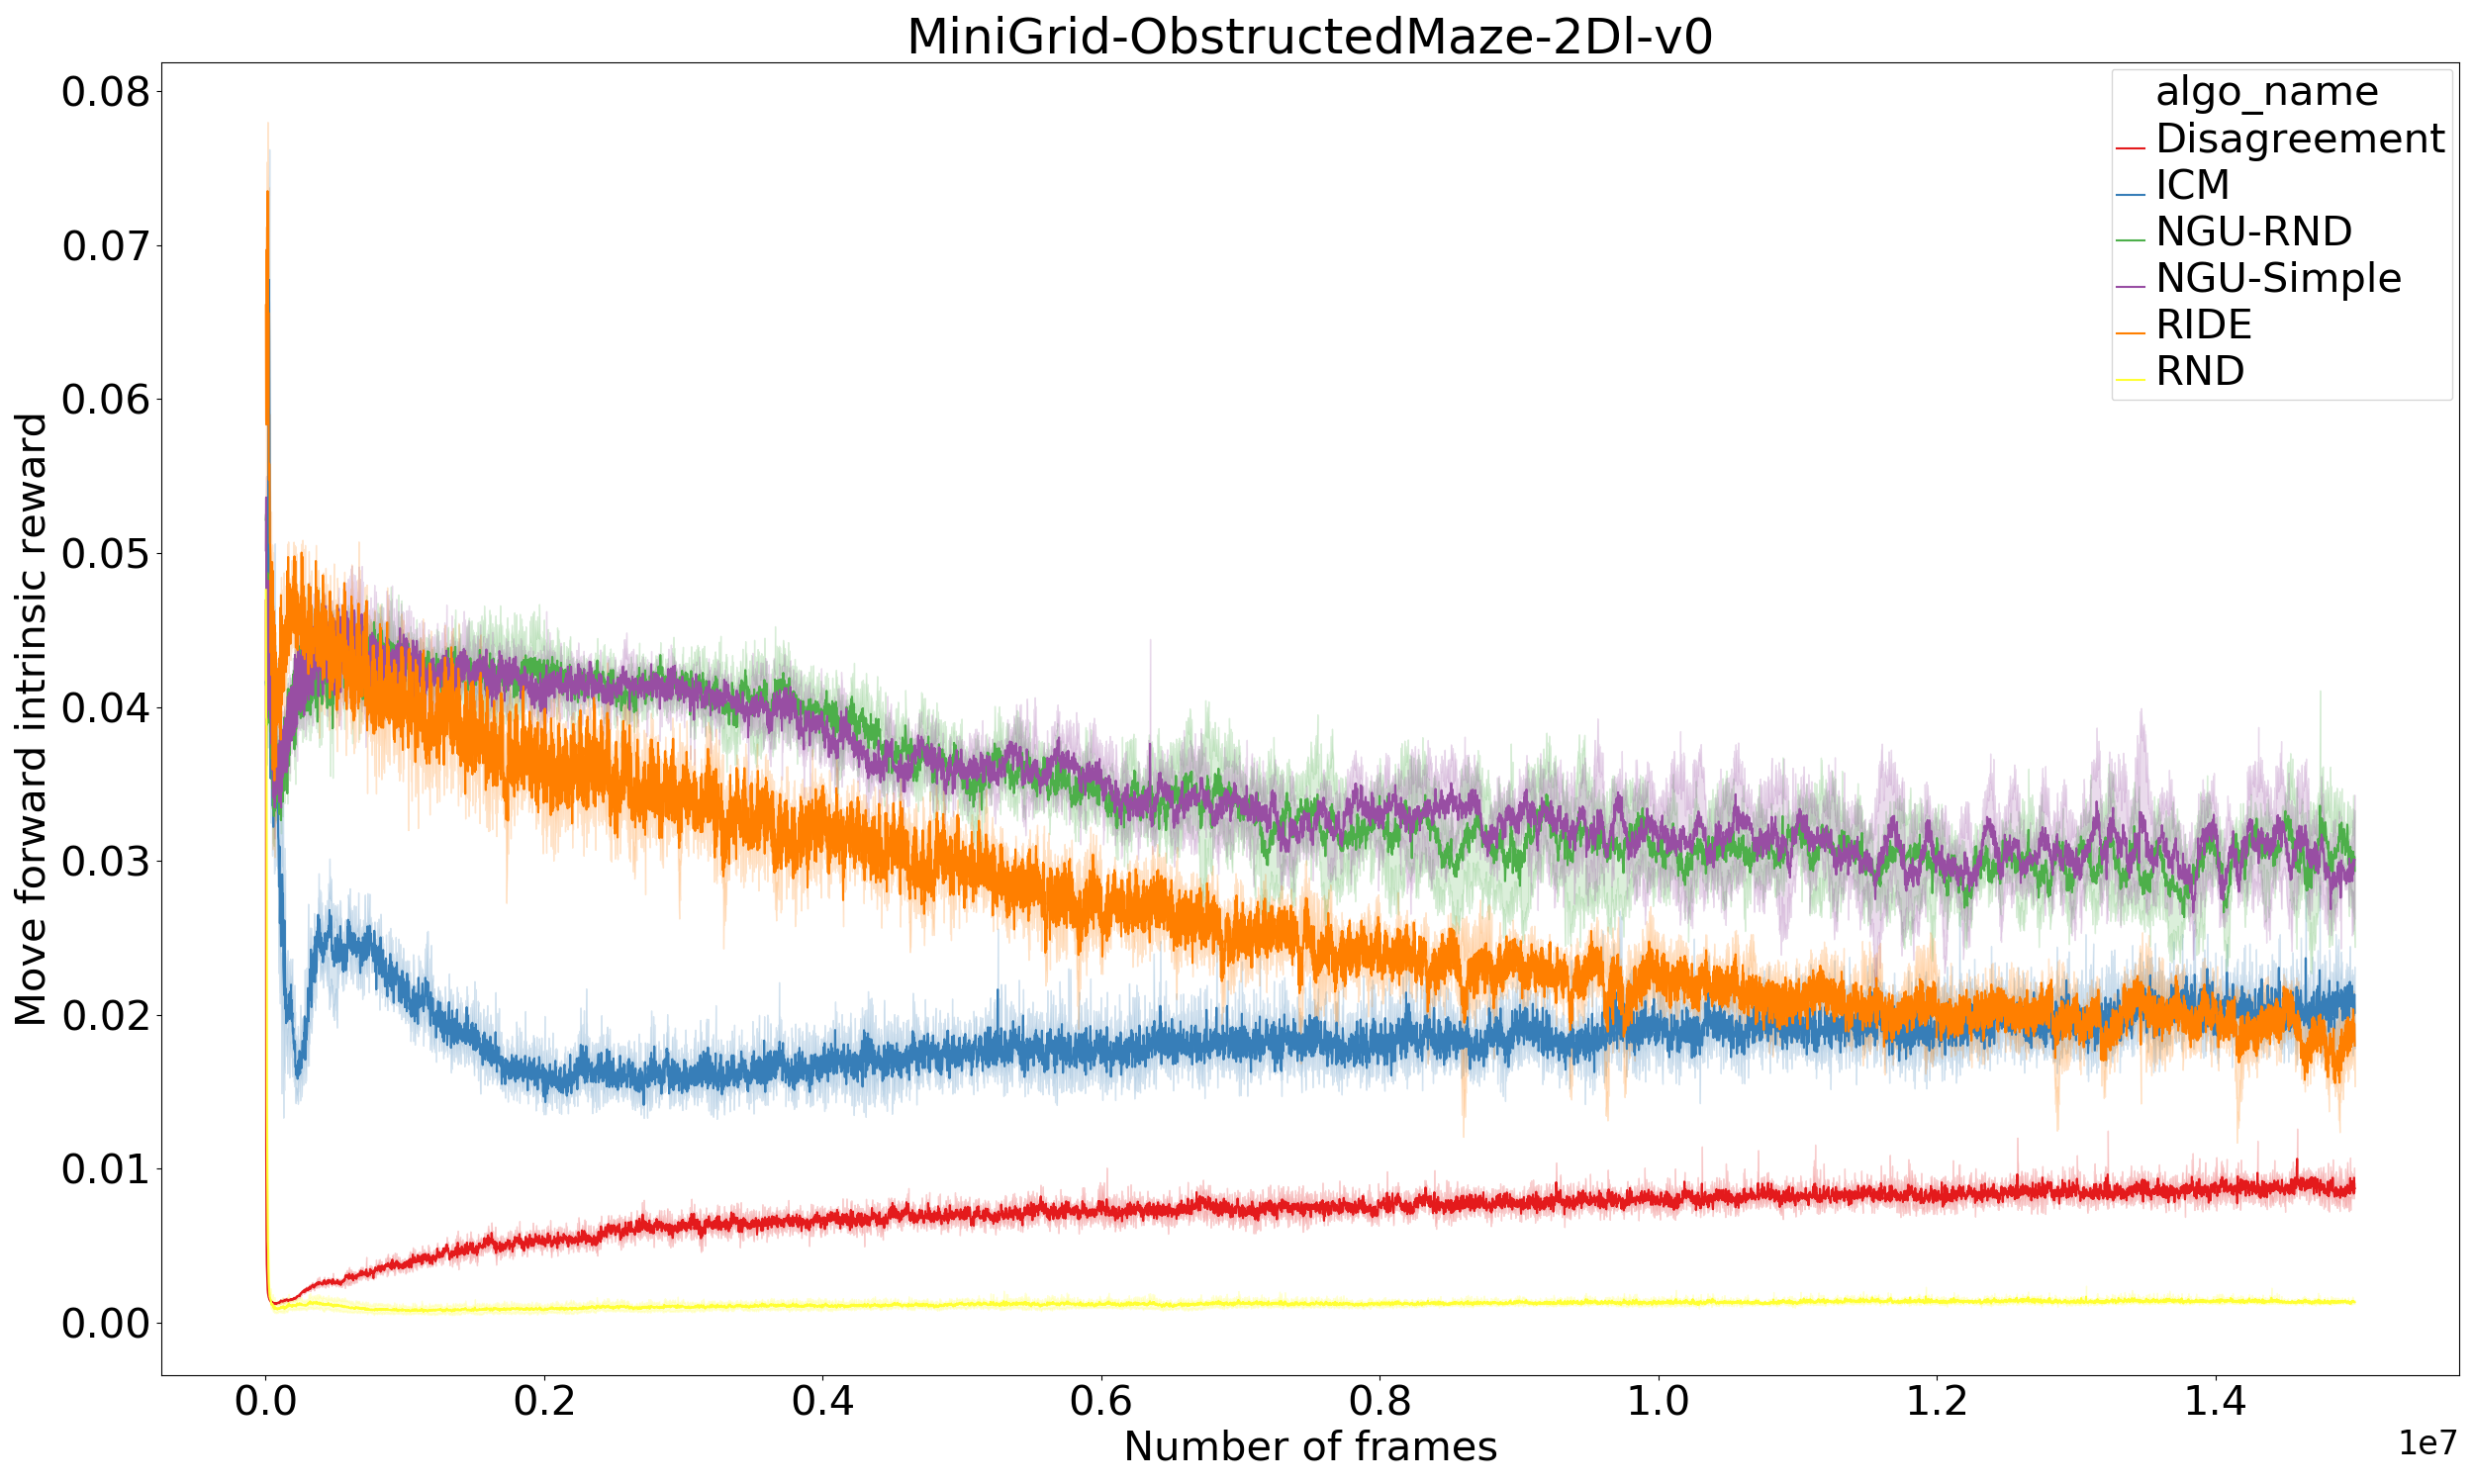 MiniGrid-ObstructedMaze-2Dl-v0
0.08
0.07
0.06
0.05
0.04
0.03
0.02
0.01
0.00
Move forward intrinsic reward
algo_name
Disagreement
ICM
NGU-RND
NGU-Simple
RIDE
RND
0.0 0.2 0.4 0.6 0.8 1.0 1.2 1.4
Number of frames
1e7